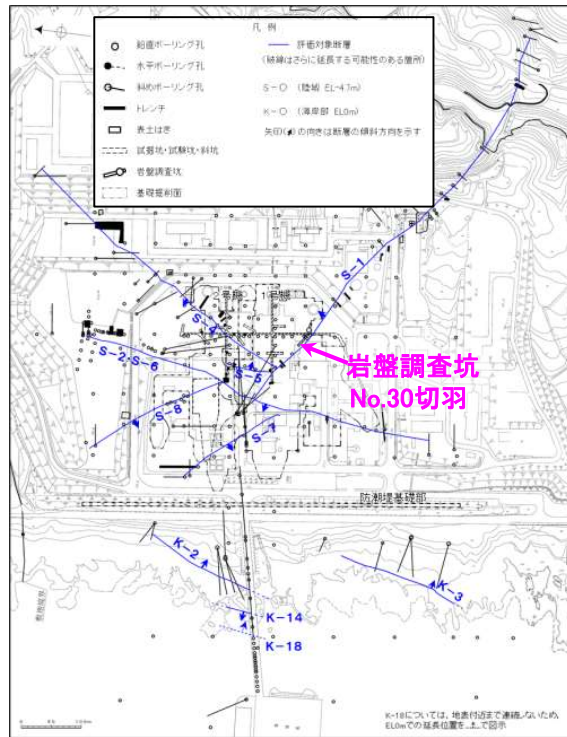 凡 例
鉛直ボーリング孔
水平ボーリング孔
斜めボーリング孔
トレンチ
表土はぎ
試掘坑・試験坑・斜坑
岩盤調査坑
基礎掘削面
評価対象断層
(破線はさらに延長する可能性のある箇所)
S-○ (陸域 EL-4.7m)
K-○ (海岸部 EL0m)
矢印( )の向きは断層の傾斜方向を示す
S-1
2号機
1号機
S-4
岩盤調査坑
No.30切羽
S-2・S-6
S-5
S-8
S-7
防潮堤基礎部
K-2
K-3
K-14
K-18
K-18については、地表付近まで連続しないため、
EL0mでの延長位置を で図示